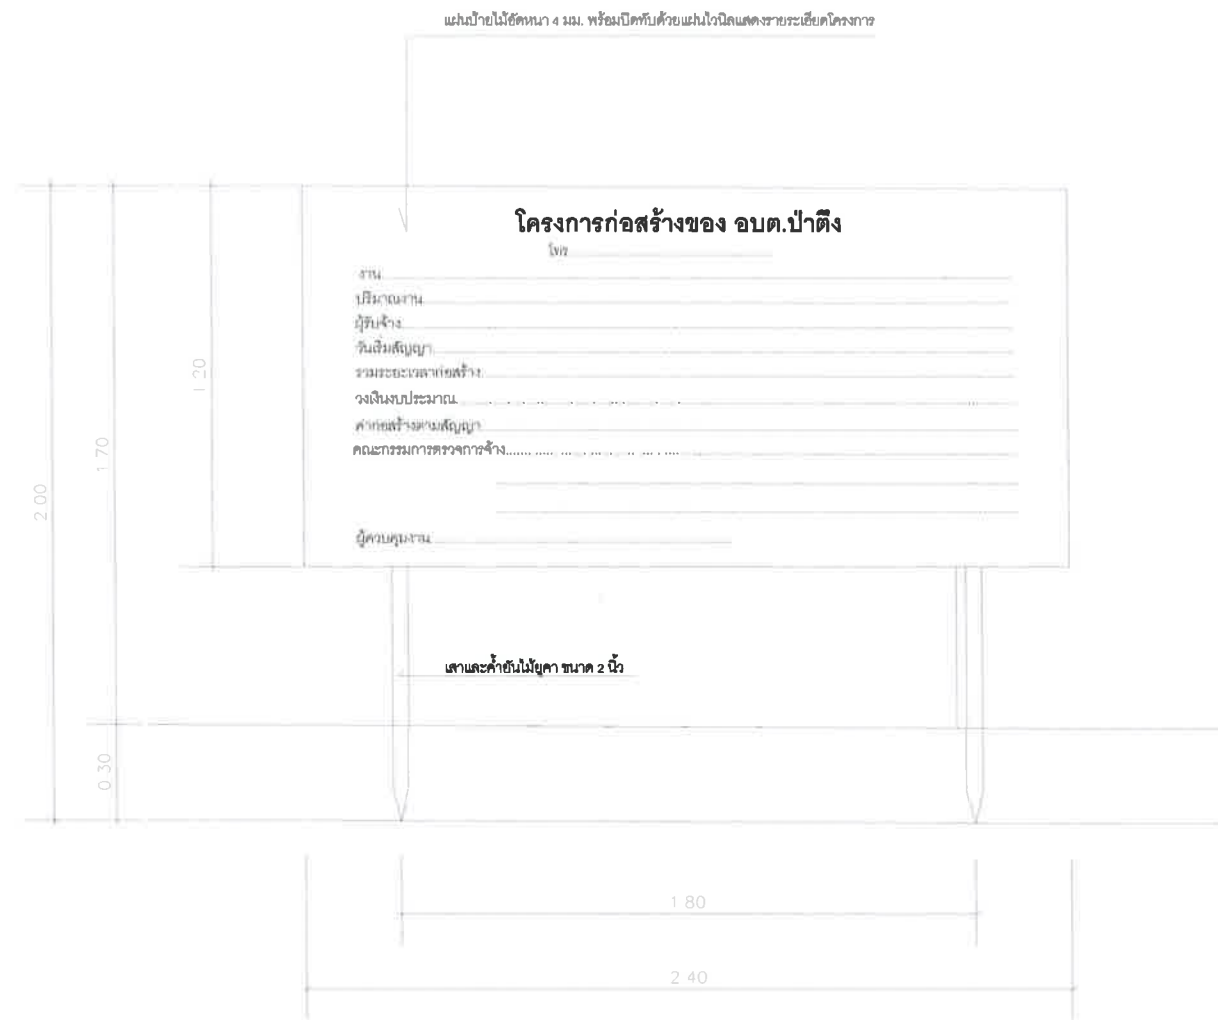 แผ่นป้ายไม้อัดหนา 4 มม. พร้อมปิดทับด้วยแผ่นไวนิลแสดงรายระเอียดโครงการ
โครงการก่อสร้างของ อบต.ป่าตึง
โทร
งาน
ปริมาณงาน
ผู้รับจ้าง
วันเริ่มสัญญา
รวมระยะเวลาก่อสร้าง
วงเงินงบประมาณ
ค่าก่อสร้างตามสัญญา
คณะกรรมการตรวจการจ้าง
ผู้ควบคุมงาน
1 20
1 70
2 00
เสาและค้ำยันไม้ยูคา ขนาด 2 นิ้ว
0 30
1 80
2 40